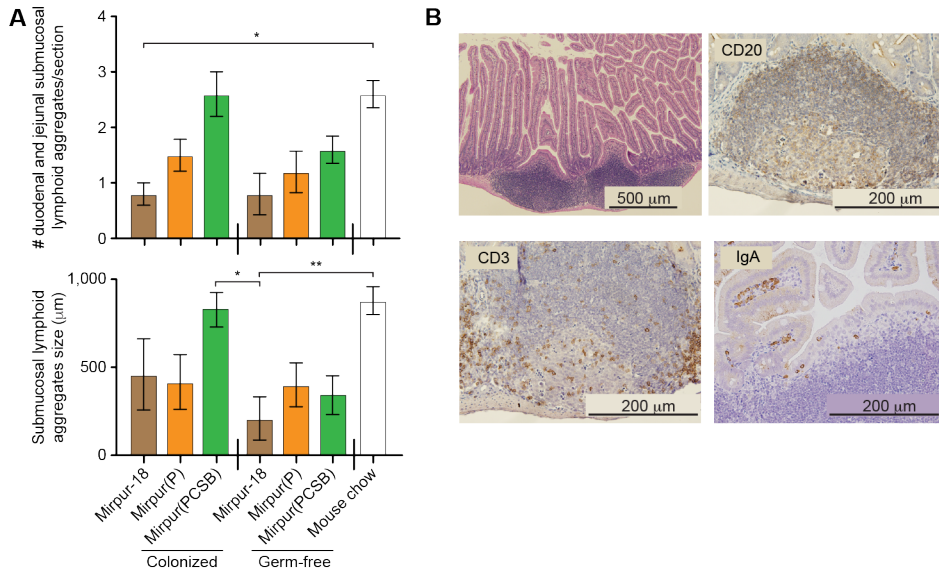 A
# duodenal and jejunal submucosal
lymphoid aggregates/section
4
3
2
1
0
*
Submucosal lymphoid
aggregates size (μm)
1,000
500
0
*
**
Mirpur-18
Mirpur(P)
Mirpur(PCSB)
Mirpur-18
Mirpur(P)
Mirpur(PCSB)
Mouse chow
Colonized
Germ-free
B
500 μm
CD20
200 μm
CD3
200 μm
IgA
200 μm